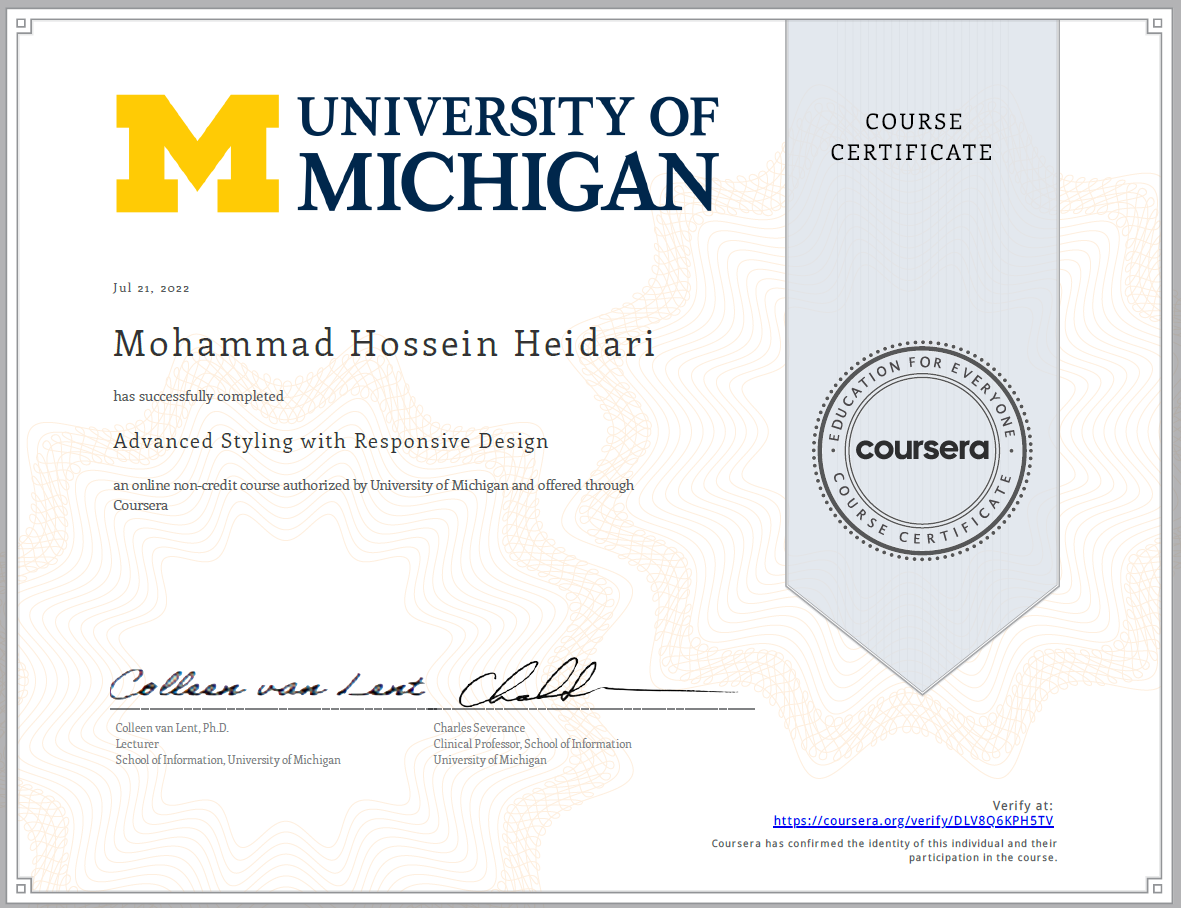 UNIVERSITY OF
MICHIGAN
COURSE
CERTIFICATE
Jul 21, 2022
Mohammad Hossein Heidari
has successfully completed
Advanced Styling with Responsive Design
an online non-credit course authorized by University of Michigan and offered through
Coursera
EDUCATION FOR EVERYONE
coursera
COURSE CERTIFICATE
Colleen van Lent
Colleen van Lent, Ph.D.
Lecturer
School of Information, University of Michigan
Charles Severance
Clinical Professor, School of Information
University of Michigan
Verify at:
https://coursera.org/verify/DLV8Q6KPH5TV
Coursera has confirmed the identity of this individual and their
participation in the course.